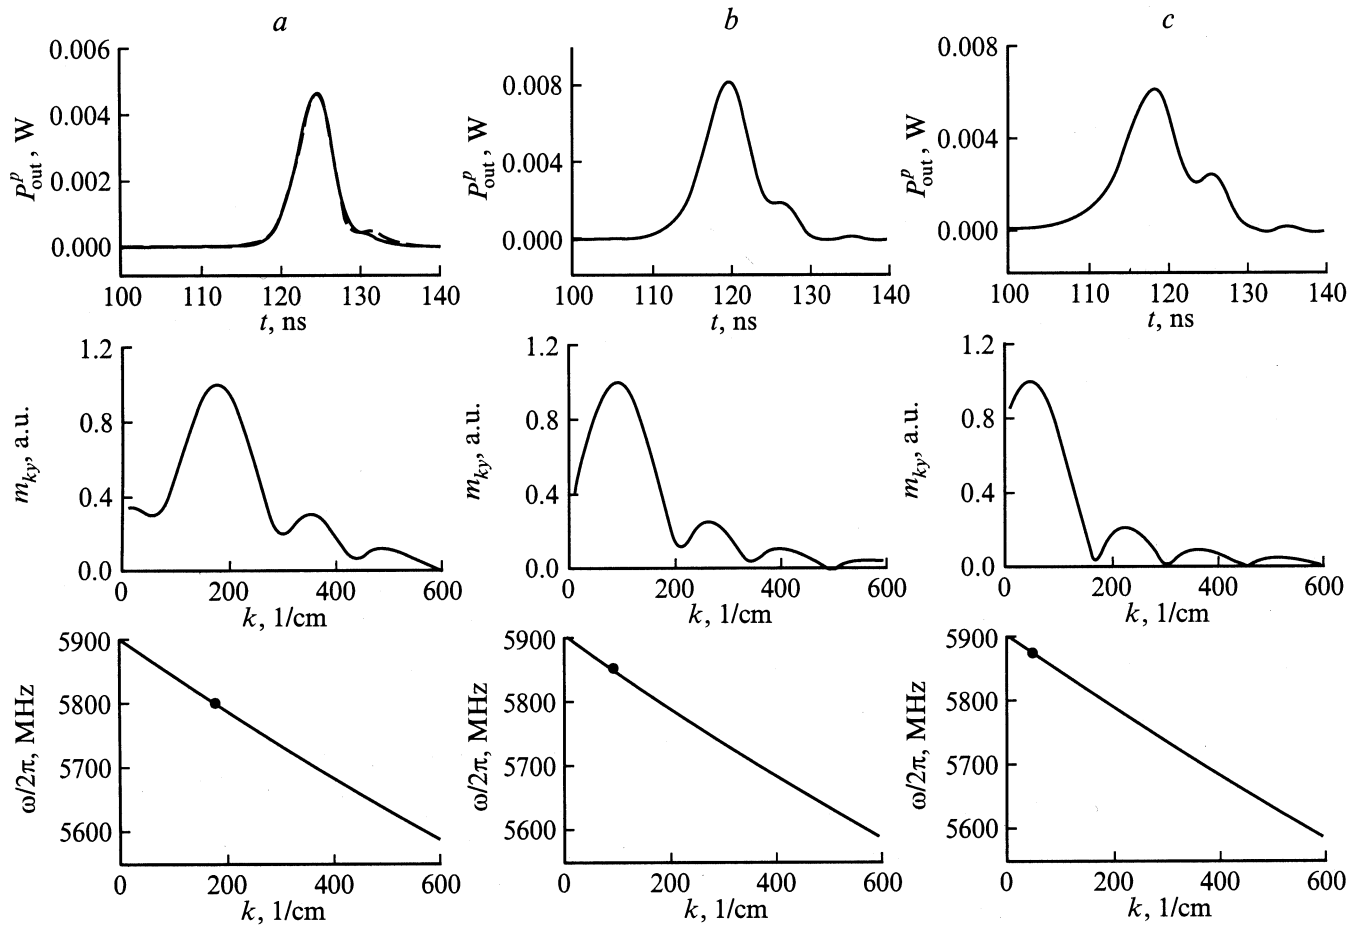 a b c
0.006
0.004
0.002
0.000
P^p_out, W
100 110 120 130 140
t, ns
0.008
0.004
0.000
P^p_out, W
100 110 120 130 140
t, ns
0.008
0.004
0.000
P^p_out, W
100 110 120 130 140
t, ns
1.2
0.8
0.4
0.0
m_ky, a.u.
0 200 400 600
k, 1/cm
1.2
0.8
0.4
0.0
m_ky, a.u.
0 200 400 600
k, 1/cm
1.2
0.8
0.4
0.0
m_ky, a.u.
0 200 400 600
k, 1/cm
5900
5800
5700
5600
ω/2π, MHz
0 200 400 600
k, 1/cm
5900
5800
5700
5600
ω/2π, MHz
0 200 400 600
k, 1/cm
5900
5800
5700
5600
ω/2π, MHz
0 200 400 600
k, 1/cm